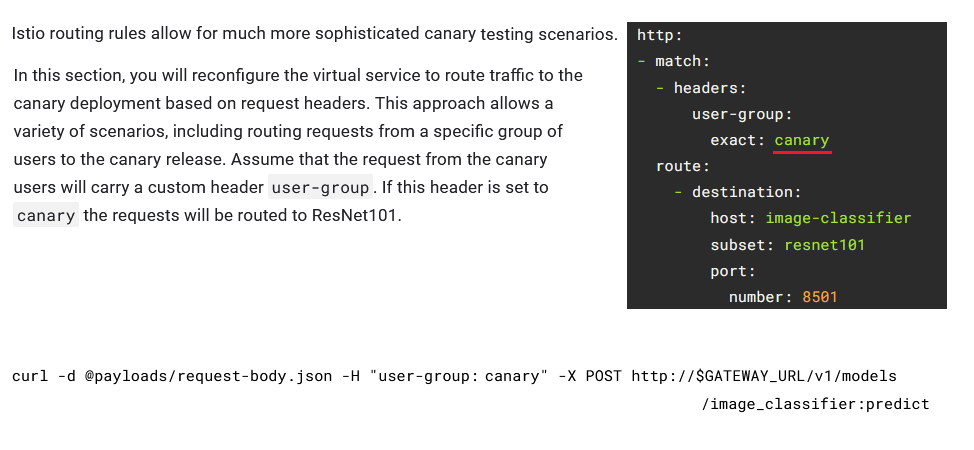 Istio routing rules allow for much more sophisticated canary testing scenarios.
In this section, you will reconfigure the virtual service to route traffic to the
canary deployment based on request headers. This approach allows a
variety of scenarios, including routing requests from a specific group of
users to the canary release. Assume that the request from the canary
users will carry a custom header user-group. If this header is set to
canary the requests will be routed to ResNet101.
http:
- match:
- headers:
user-group:
exact: canary
route:
- destination:
host: image-classifier
subset: resnet101
port:
number: 8501
curl -d @payloads/request-body.json -H "user-group: canary" -X POST http://$GATEWAY_URL/v1/models
/image_classifier:predict